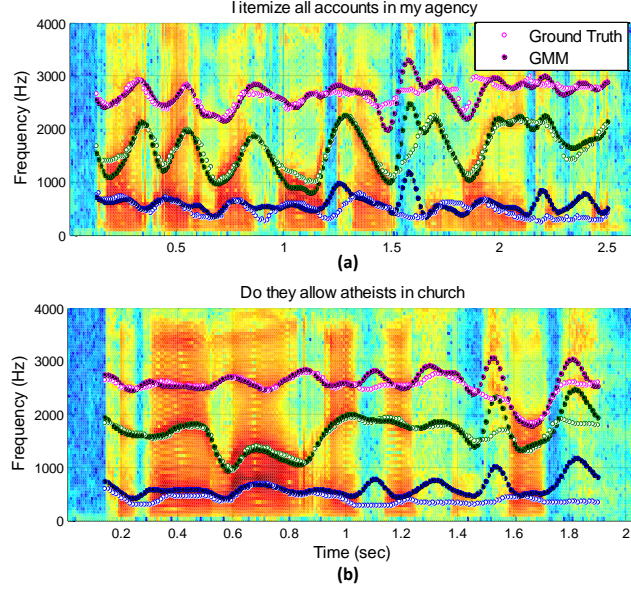 I itemize all accounts in my agency
Ground Truth
GMM
Frequency (Hz)
4000
3000
2000
1000
0
0.5 1 1.5 2 2.5
(a)
Do they allow atheists in church
Frequency (Hz)
4000
3000
2000
1000
0
0.2 0.4 0.6 0.8 1 1.2 1.4 1.6 1.8 2
Time (sec)
(b)